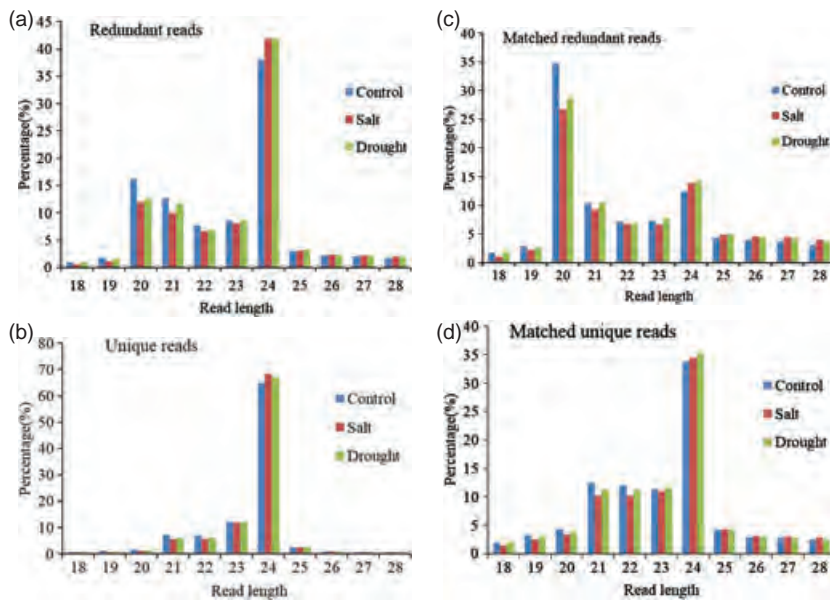 (a)
Redundant reads
Percentage(%)
45
40
35
30
25
20
15
10
5
0
18 19 20 21 22 23 24 25 26 27 28
Read length
Control
Salt
Drought
(b)
Unique reads
Percentage(%)
80
70
60
50
40
30
20
10
0
18 19 20 21 22 23 24 25 26 27 28
Read length
Control
Salt
Drought
(c)
Matched redundant reads
Percentage(%)
40
35
30
25
20
15
10
5
0
18 19 20 21 22 23 24 25 26 27 28
Read length
Control
Salt
Drought
(d)
Matched unique reads
Percentage(%)
40
35
30
25
20
15
10
5
0
18 19 20 21 22 23 24 25 26 27 28
Read length
Control
Salt
Drought